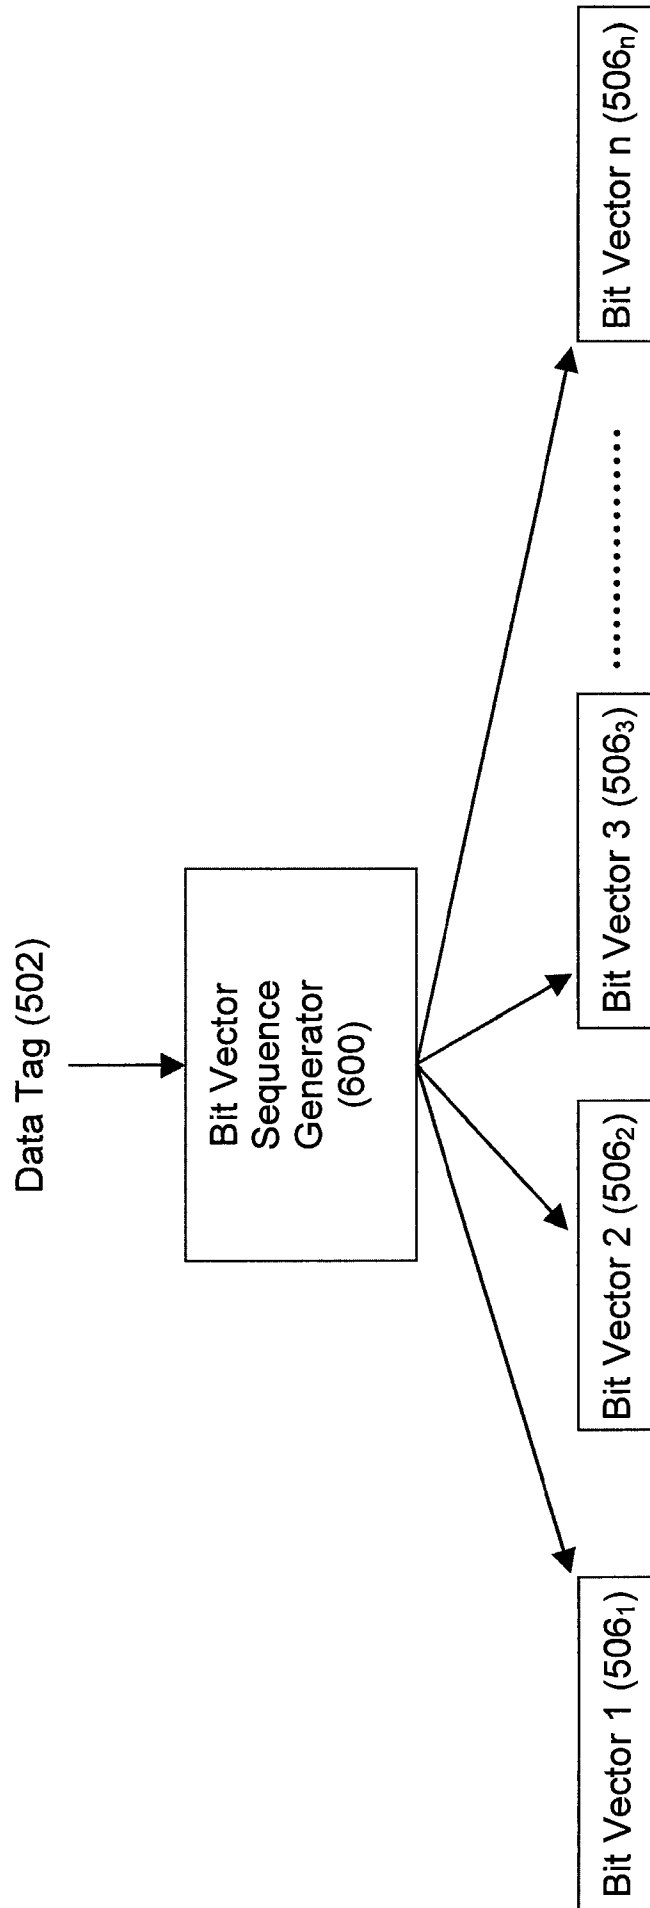 Data Tag (502)
Bit Vector
Sequence
Generator
(600)
Bit Vector 1 (506₁)
Bit Vector 2 (506₂)
Bit Vector 3 (506₃)
...................
Bit Vector n (506ₙ)